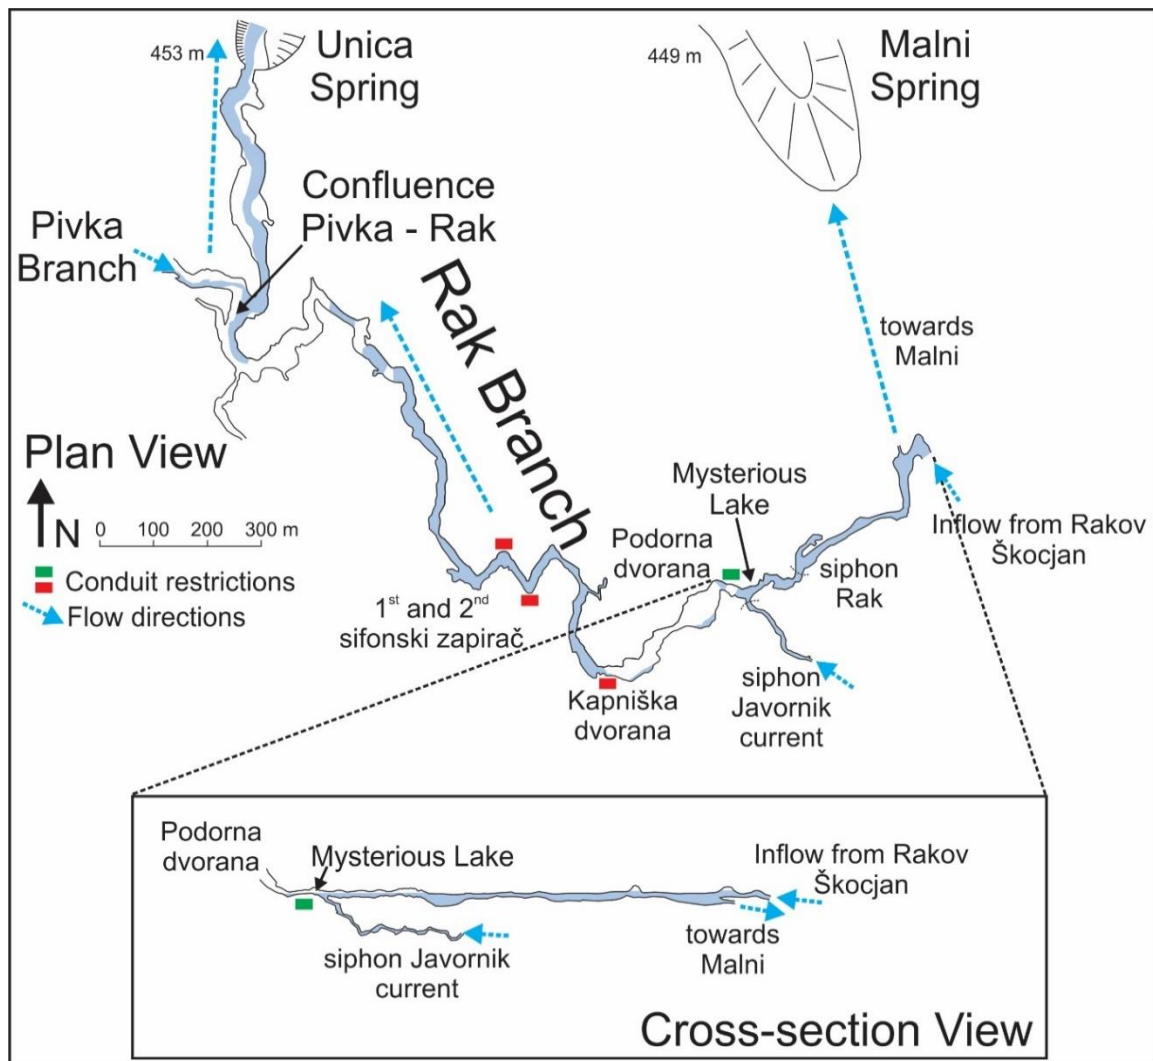 453 m
Unica
Spring
449 m
Malni
Spring
Confluence
Pivka - Rak
Pivka
Branch
Rak Branch
towards
Malni
Plan View
N
0 100 200 300 m
Conduit restrictions
Flow directions
Mysterious
Lake
Podorna
dvorana
Inflow from Rakov
Škocjan
siphon
Rak
1st and 2nd
sifonski zapirač
Kapniška
dvorana
siphon
Javornik
current
Podorna
dvorana
Mysterious Lake
Inflow from Rakov
Škocjan
siphon Javornik
current
towards
Malni
Cross-section View